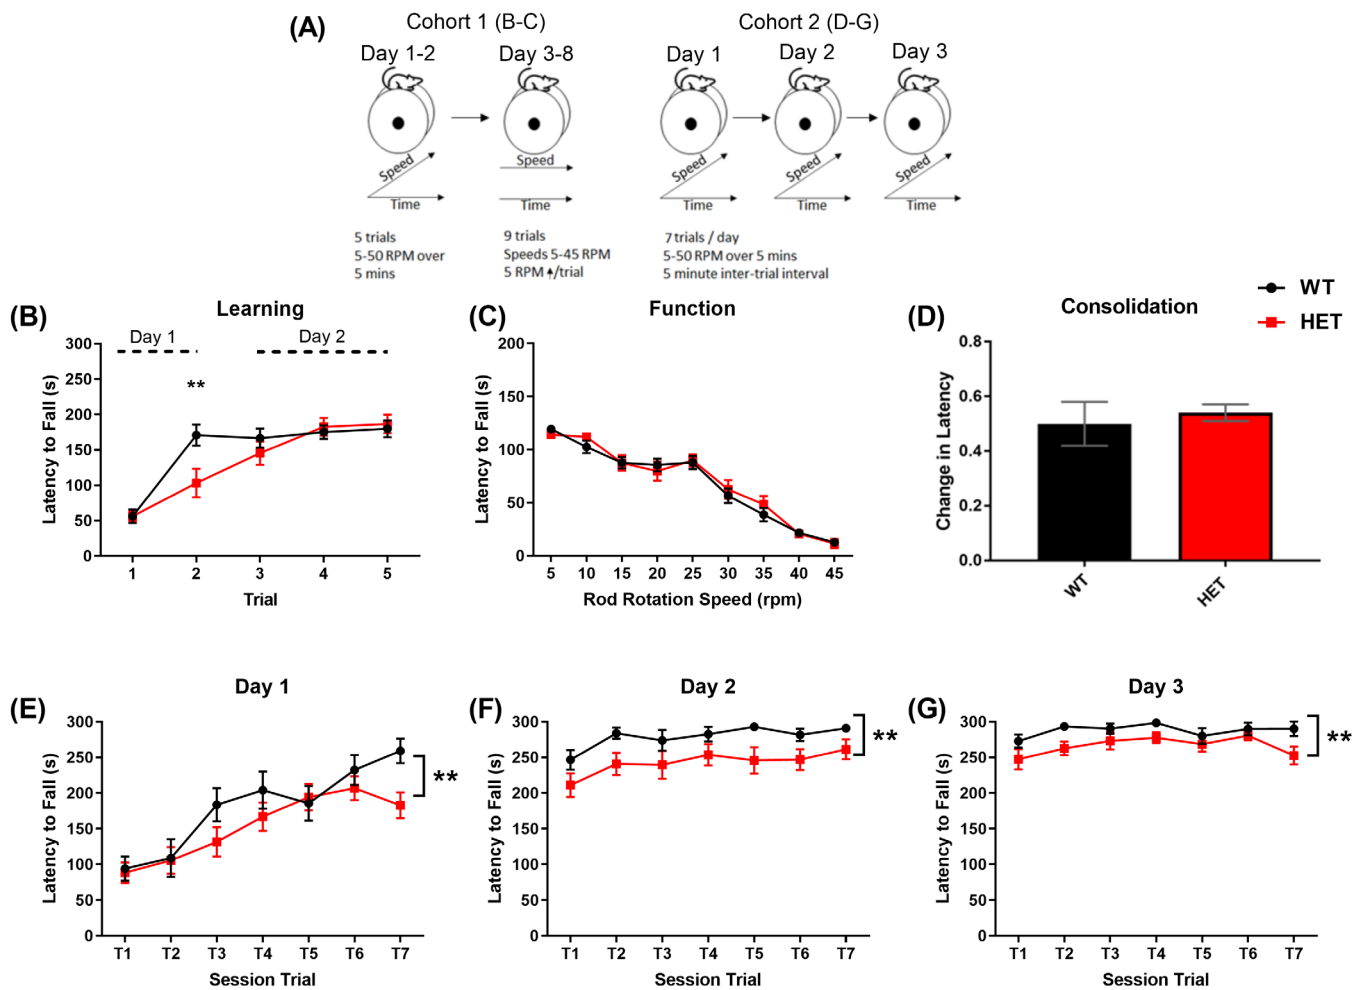 (A)
Cohort 1 (B-C)
Cohort 2 (D-G)
Day 1-2
Day 3-8
Day 1
Day 2
Day 3
Speed
Time
Speed
Time
Speed
Time
Speed
Time
Speed
Time
5 trials
5-50 RPM over
5 mins
9 trials
Speeds 5-45 RPM
5 RPM ↑/trial
7 trials / day
5-50 RPM over 5 mins
5 minute inter-trial interval
WT
HET
(B)
Learning
Day 1
Day 2
**
Latency to Fall (s)
300
250
200
150
100
50
0
1 2 3 4 5
Trial
(C)
Function
Latency to Fall (s)
200
150
100
50
0
5 10 15 20 25 30 35 40 45
Rod Rotation Speed (rpm)
(D)
Consolidation
Change in Latency
0.8
0.6
0.4
0.2
0.0
WT
HET
(E)
Day 1
Latency to Fall (s)
300
250
200
150
100
50
0
**
T1 T2 T3 T4 T5 T6 T7
Session Trial
(F)
Day 2
Latency to Fall (s)
300
250
200
150
100
50
0
**
T1 T2 T3 T4 T5 T6 T7
Session Trial
(G)
Day 3
Latency to Fall (s)
300
250
200
150
100
50
0
**
T1 T2 T3 T4 T5 T6 T7
Session Trial